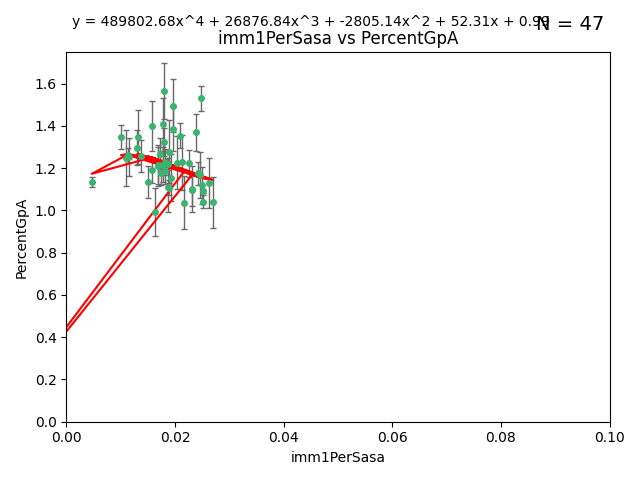 y = 489802.68x^4 + 26876.84x^3 + -2805.14x^2 + 52.31x + 0.99
N = 47
imm1PerSasa vs PercentGpA
PercentGpA
1.6
1.4
1.2
1.0
0.8
0.6
0.4
0.2
0.0
0.00 0.02 0.04 0.06 0.08 0.10
imm1PerSasa